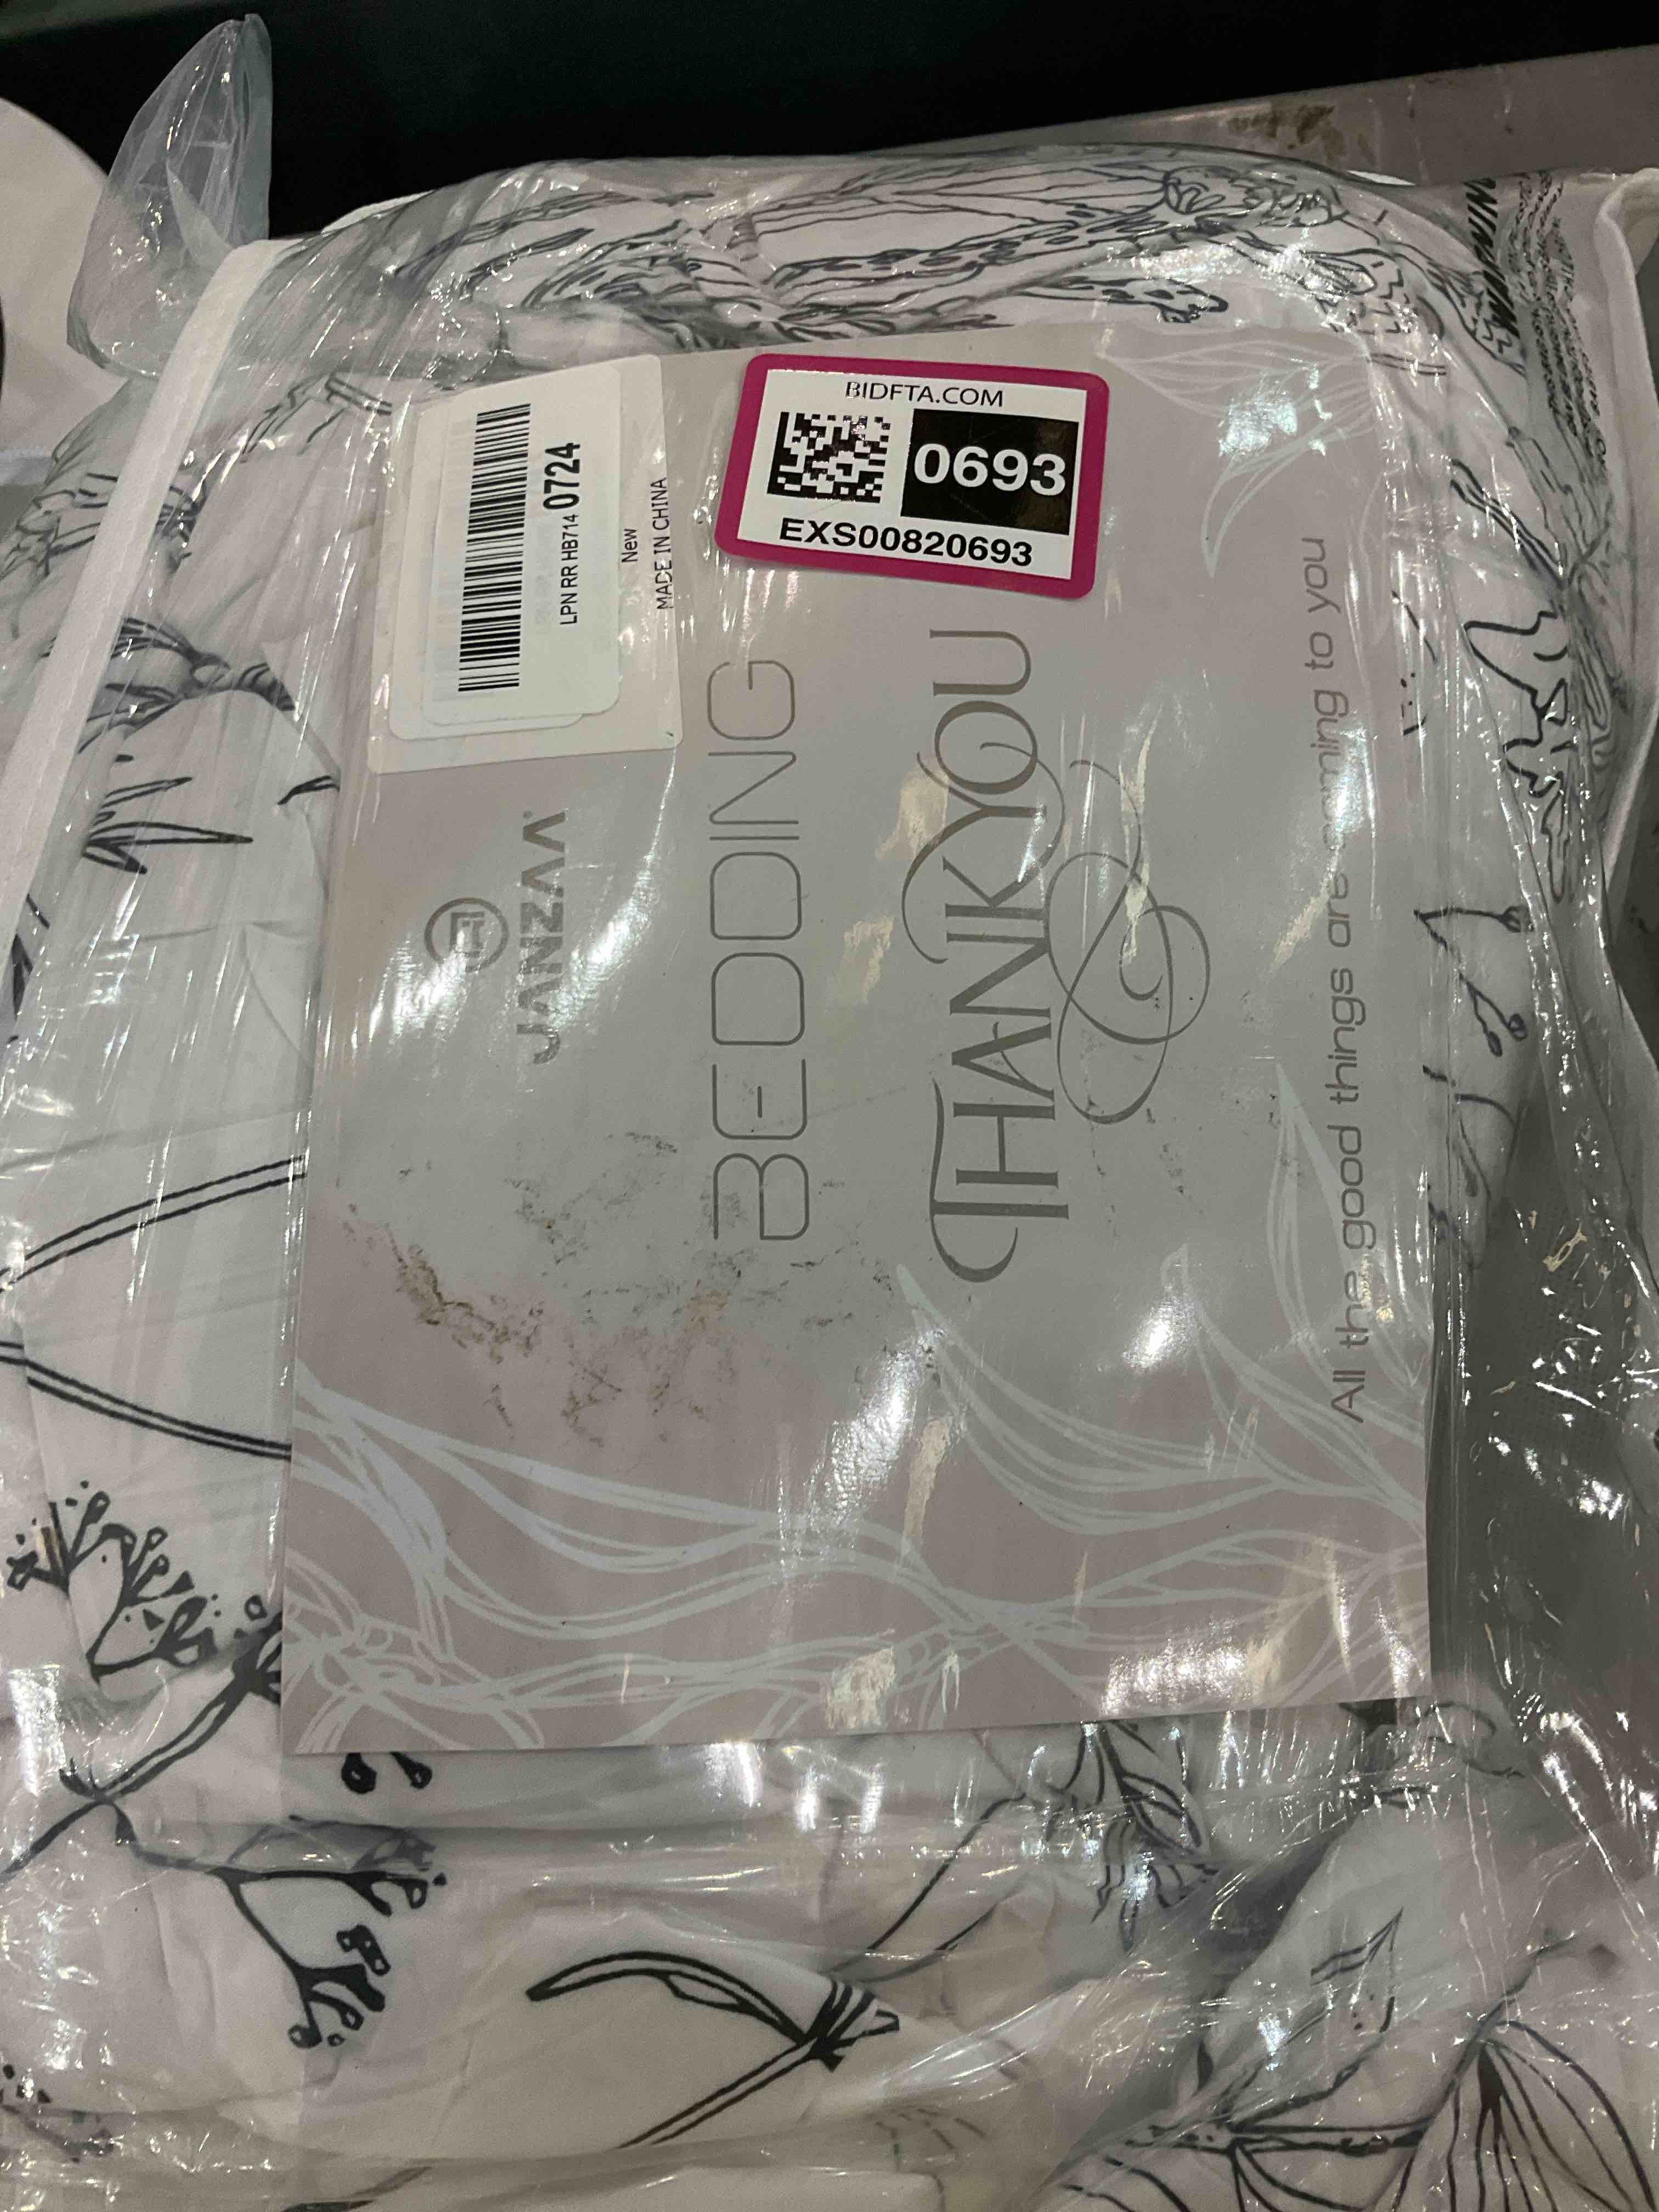 BIDFTA.COM
0693
EXS00820693
LPN RR HB714 0724
New
MADE IN CHINA
JANZAA
BEDDING
THANK YOU
All the good things are coming to you